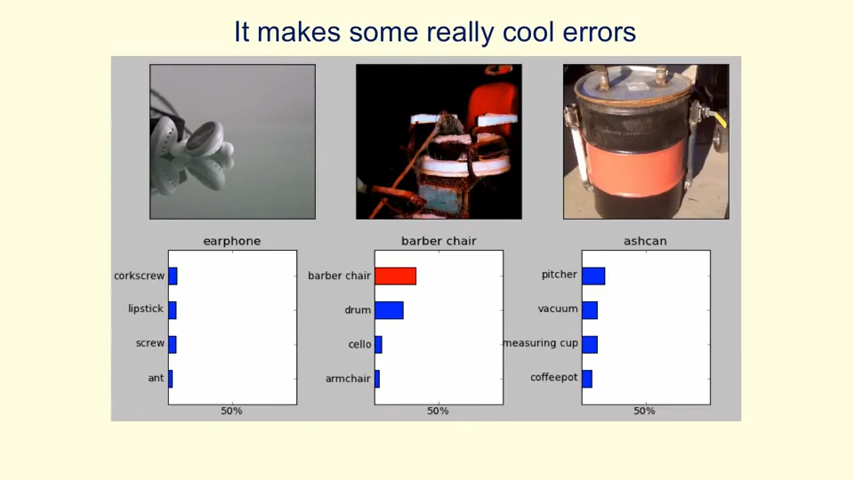 It makes some really cool errors
earphone
corkscrew
lipstick
screw
ant
50%
barber chair
barber chair
drum
cello
armchair
50%
ashcan
pitcher
vacuum
measuring cup
coffeepot
50%